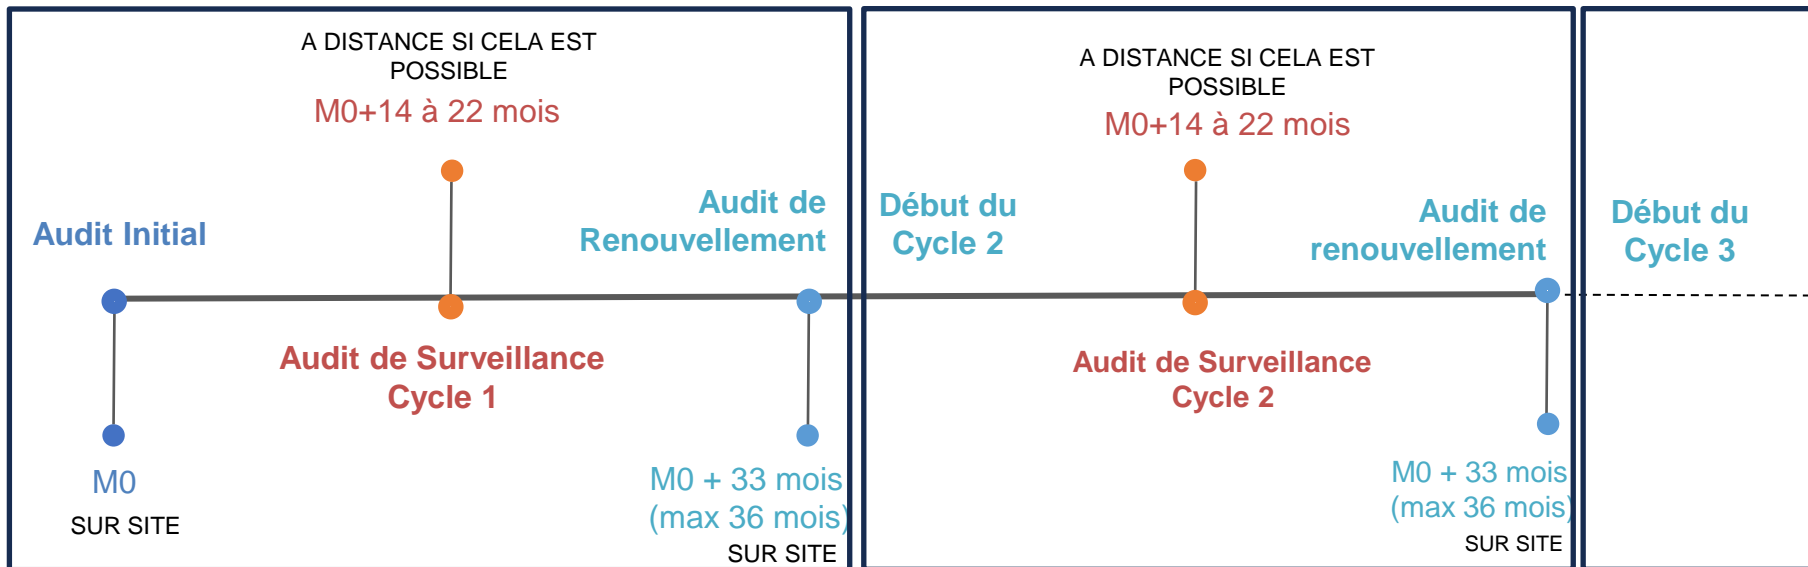 A DISTANCE SI CELA EST
POSSIBLE
M0+14 à 22 mois
Audit Initial
Audit de
Renouvellement
Audit de Surveillance
Cycle 1
M0
SUR SITE
M0 + 33 mois
(max 36 mois)
SUR SITE
A DISTANCE SI CELA EST
POSSIBLE
M0+14 à 22 mois
Début du
Cycle 2
Audit de
renouvellement
Audit de Surveillance
Cycle 2
M0 + 33 mois
(max 36 mois)
SUR SITE
Début du
Cycle 3